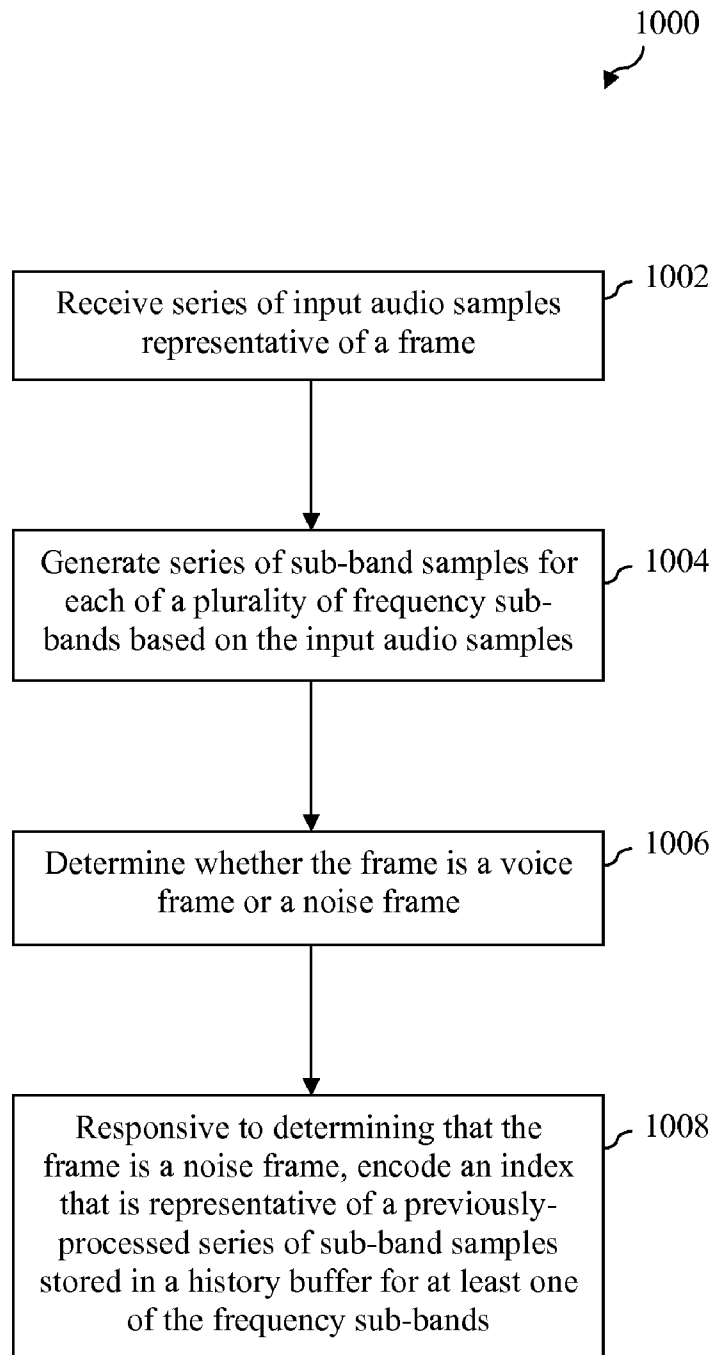 1000
Receive series of input audio samples
representative of a frame
1002
Generate series of sub-band samples for
each of a plurality of frequency sub-
bands based on the input audio samples
1004
Determine whether the frame is a voice
frame or a noise frame
1006
Responsive to determining that the
frame is a noise frame, encode an index
that is representative of a previously-
processed series of sub-band samples
stored in a history buffer for at least one
of the frequency sub-bands
1008